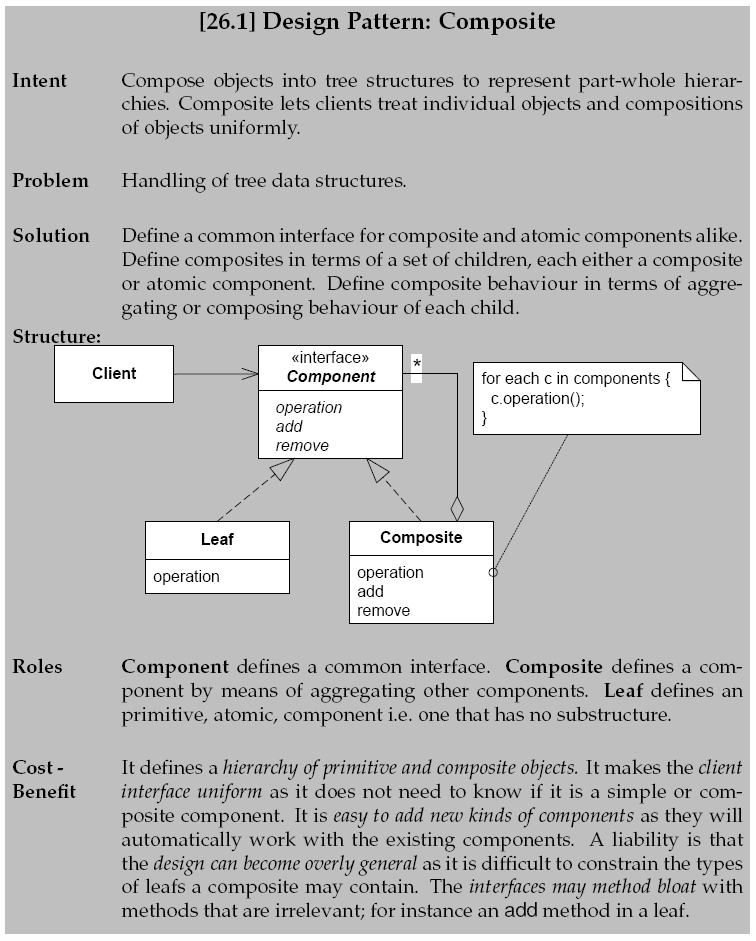 [26.1] Design Pattern: Composite
Intent Compose objects into tree structures to represent part-whole hierar-
chies. Composite lets clients treat individual objects and compositions
of objects uniformly.
Problem Handling of tree data structures.
Solution Define a common interface for composite and atomic components alike.
Define composites in terms of a set of children, each either a composite
or atomic component. Define composite behaviour in terms of aggre-
gating or composing behaviour of each child.
Structure:
Client
«interface»
Component
operation
add
remove
*
for each c in components {
c.operation();
}
Leaf
operation
Composite
operation
add
remove
Roles Component defines a common interface. Composite defines a com-
ponent by means of aggregating other components. Leaf defines an
primitive, atomic, component i.e. one that has no substructure.
Cost - It defines a hierarchy of primitive and composite objects. It makes the client
Benefit interface uniform as it does not need to know if it is a simple or com-
posite component. It is easy to add new kinds of components as they will
automatically work with the existing components. A liability is that
the design can become overly general as it is difficult to constrain the types
of leafs a composite may contain. The interfaces may method bloat with
methods that are irrelevant; for instance an add method in a leaf.